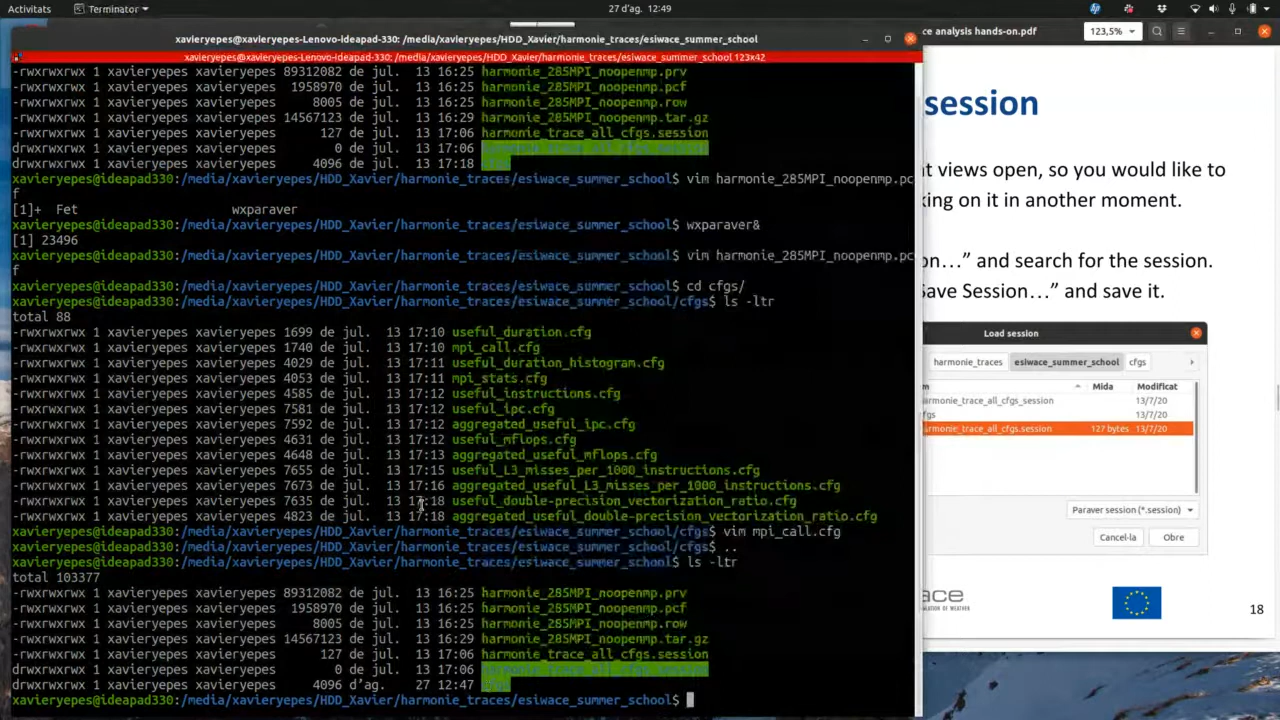 Activitats
Terminator
27 d'ag. 12:49
xavieryepes@xavieryepes-Lenovo-ideapad-330: /media/xavieryepes/HDD_Xavier/harmonie_traces/esiwace_summer_school
xavieryepes@xavieryepes-Lenovo-ideapad-330: /media/xavieryepes/HDD_Xavier/harmonie_traces/esiwace_summer_school 123x42
-rwxrwxrwx 1 xavieryepes xavieryepes 89312082 de jul. 13 16:25 harmonie_285MPI_noopenmp.prv
-rwxrwxrwx 1 xavieryepes xavieryepes 1958970 de jul. 13 16:25 harmonie_285MPI_noopenmp.pcf
-rwxrwxrwx 1 xavieryepes xavieryepes 8005 de jul. 13 16:25 harmonie_285MPI_noopenmp.row
-rwxrwxrwx 1 xavieryepes xavieryepes 14567123 de jul. 13 16:29 harmonie_285MPI_noopenmp.tar.gz
-rwxrwxrwx 1 xavieryepes xavieryepes 127 de jul. 13 17:06 harmonie_trace_all_cfgs.session
drwxrwxrwx 1 xavieryepes xavieryepes 0 de jul. 13 17:06 harmonie_trace_all_cfgs_session
drwxrwxrwx 1 xavieryepes xavieryepes 4096 de jul. 13 17:18 cfgs
xavieryepes@ideapad330:/media/xavieryepes/HDD_Xavier/harmonie_traces/esiwace_summer_school$ vim harmonie_285MPI_noopenmp.pc
f
[1]+ Fet wxparaver
xavieryepes@ideapad330:/media/xavieryepes/HDD_Xavier/harmonie_traces/esiwace_summer_school$ wxparaver&
[1] 23496
xavieryepes@ideapad330:/media/xavieryepes/HDD_Xavier/harmonie_traces/esiwace_summer_school$ vim harmonie_285MPI_noopenmp.pc
f
xavieryepes@ideapad330:/media/xavieryepes/HDD_Xavier/harmonie_traces/esiwace_summer_school$ cd cfgs/
xavieryepes@ideapad330:/media/xavieryepes/HDD_Xavier/harmonie_traces/esiwace_summer_school/cfgs$ ls -ltr
total 88
-rwxrwxrwx 1 xavieryepes xavieryepes 1699 de jul. 13 17:10 useful_duration.cfg
-rwxrwxrwx 1 xavieryepes xavieryepes 1740 de jul. 13 17:10 mpi_call.cfg
-rwxrwxrwx 1 xavieryepes xavieryepes 4029 de jul. 13 17:11 useful_duration_histogram.cfg
-rwxrwxrwx 1 xavieryepes xavieryepes 4053 de jul. 13 17:11 mpi_stats.cfg
-rwxrwxrwx 1 xavieryepes xavieryepes 4585 de jul. 13 17:12 useful_instructions.cfg
-rwxrwxrwx 1 xavieryepes xavieryepes 7581 de jul. 13 17:12 useful_ipc.cfg
-rwxrwxrwx 1 xavieryepes xavieryepes 7592 de jul. 13 17:12 aggregated_useful_ipc.cfg
-rwxrwxrwx 1 xavieryepes xavieryepes 4631 de jul. 13 17:12 useful_mflops.cfg
-rwxrwxrwx 1 xavieryepes xavieryepes 4648 de jul. 13 17:13 aggregated_useful_mflops.cfg
-rwxrwxrwx 1 xavieryepes xavieryepes 7655 de jul. 13 17:15 useful_L3_misses_per_1000_instructions.cfg
-rwxrwxrwx 1 xavieryepes xavieryepes 7673 de jul. 13 17:16 aggregated_useful_L3_misses_per_1000_instructions.cfg
-rwxrwxrwx 1 xavieryepes xavieryepes 7635 de jul. 13 17:18 useful_double-precision_vectorization_ratio.cfg
-rwxrwxrwx 1 xavieryepes xavieryepes 4823 de jul. 13 17:18 aggregated_useful_double-precision_vectorization_ratio.cfg
xavieryepes@ideapad330:/media/xavieryepes/HDD_Xavier/harmonie_traces/esiwace_summer_school/cfgs$ vim mpi_call.cfg
xavieryepes@ideapad330:/media/xavieryepes/HDD_Xavier/harmonie_traces/esiwace_summer_school/cfgs$ ..
xavieryepes@ideapad330:/media/xavieryepes/HDD_Xavier/harmonie_traces/esiwace_summer_school$ ls -ltr
total 103377
-rwxrwxrwx 1 xavieryepes xavieryepes 89312082 de jul. 13 16:25 harmonie_285MPI_noopenmp.prv
-rwxrwxrwx 1 xavieryepes xavieryepes 1958970 de jul. 13 16:25 harmonie_285MPI_noopenmp.pcf
-rwxrwxrwx 1 xavieryepes xavieryepes 8005 de jul. 13 16:25 harmonie_285MPI_noopenmp.row
-rwxrwxrwx 1 xavieryepes xavieryepes 14567123 de jul. 13 16:29 harmonie_285MPI_noopenmp.tar.gz
-rwxrwxrwx 1 xavieryepes xavieryepes 127 de jul. 13 17:06 harmonie_trace_all_cfgs.session
drwxrwxrwx 1 xavieryepes xavieryepes 0 de jul. 13 17:06 harmonie_trace_all_cfgs_session
drwxrwxrwx 1 xavieryepes xavieryepes 4096 d'ag. 27 12:47 cfgs
xavieryepes@ideapad330:/media/xavieryepes/HDD_Xavier/harmonie_traces/esiwace_summer_school$
ce analysis hands-on.pdf
123,5%
session
t views open, so you would like to
king on it in another moment.
on…” and search for the session.
Save Session…” and save it.
Load session
harmonie_traces
esiwace_summer_school
cfgs
m
Mida
Modificat
armonie_trace_all_cfgs_session
13/7/20
fgs
13/7/20
armonie_trace_all_cfgs.session
127 bytes
13/7/20
Paraver session (*.session)
Cancel·la
Obre
ace
18